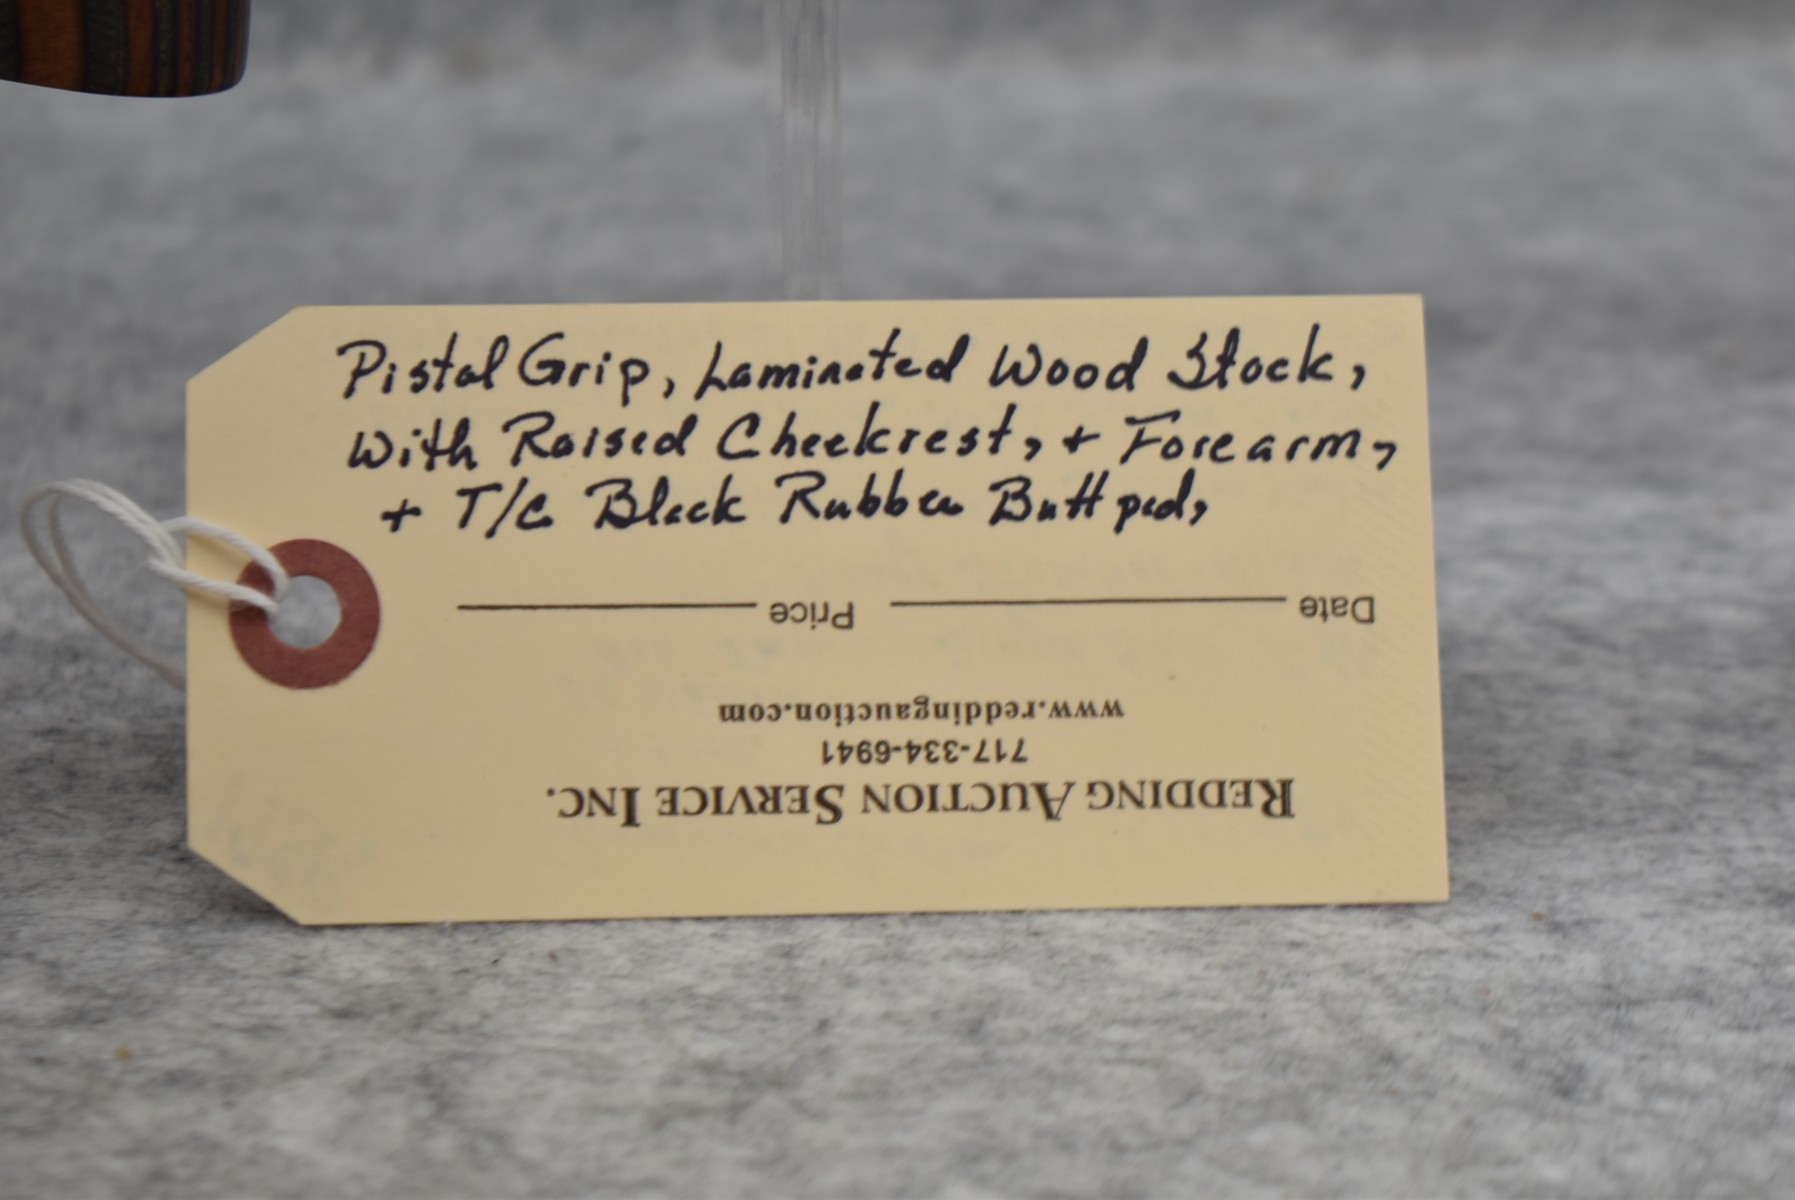 Pistol Grip, Laminated Wood Stock,
With Raised Cheekrest, + Forearm,
+ T/C Black Rubber Buttpad,
Date Price
www.reddingauction.com
717-334-6941
REDDING AUCTION SERVICE INC.